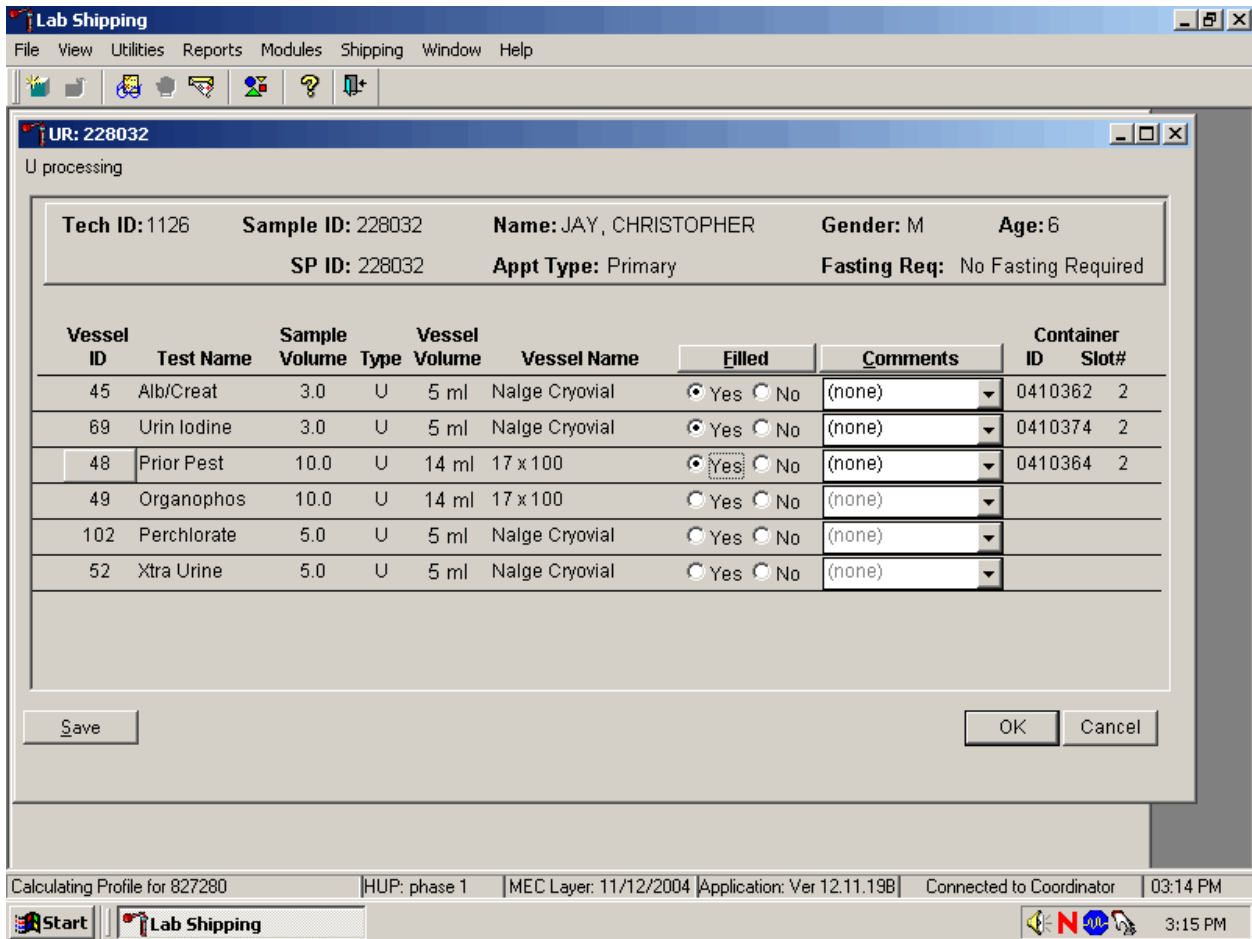 Lab Shipping
File View Utilities Reports Modules Shipping Window Help
UR: 228032
U processing
Tech ID: 1126 Sample ID: 228032 Name: JAY, CHRISTOPHER Gender: M Age: 6
SP ID: 228032 Appt Type: Primary Fasting Req: No Fasting Required
Vessel Sample Vessel Container
ID Test Name Volume Type Volume Vessel Name Filled Comments ID Slot#
45 Alb/Creat 3.0 U 5 ml Nalge Cryovial Yes No (none) 0410362 2
69 Urin Iodine 3.0 U 5 ml Nalge Cryovial Yes No (none) 0410374 2
48 Prior Pest 10.0 U 14 ml 17 x 100 Yes No (none) 0410364 2
49 Organophos 10.0 U 14 ml 17 x 100 Yes No (none)
102 Perchlorate 5.0 U 5 ml Nalge Cryovial Yes No (none)
52 Xtra Urine 5.0 U 5 ml Nalge Cryovial Yes No (none)
Save OK Cancel
Calculating Profile for 827280 HUP: phase 1 MEC Layer: 11/12/2004 Application: Ver 12.11.19B Connected to Coordinator 03:14 PM
Start Lab Shipping N 3:15 PM